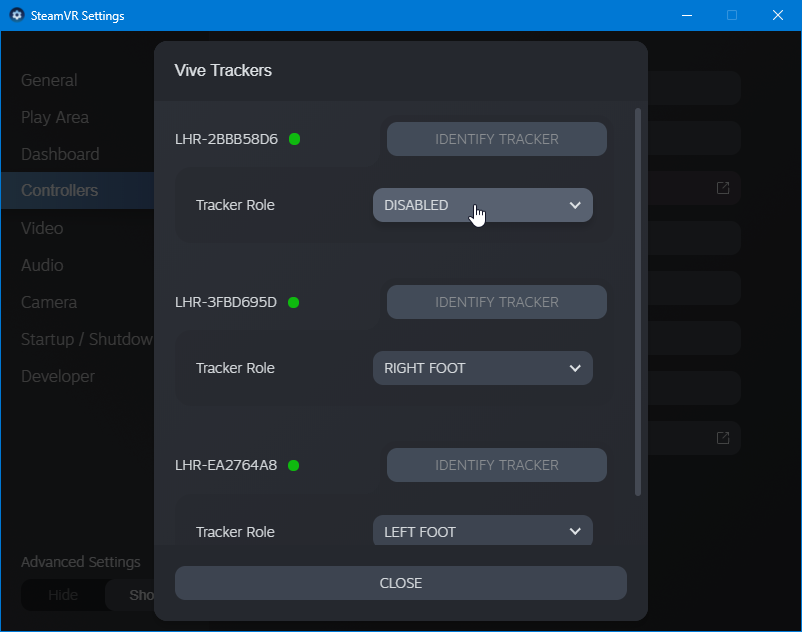 SteamVR Settings
Vive Trackers
General
Play Area
Dashboard
Controllers
Video
Audio
Camera
Startup / Shutdow
Developer
Advanced Settings
Hide
Sho
LHR-2BBB58D6
IDENTIFY TRACKER
Tracker Role
DISABLED
LHR-3FBD695D
IDENTIFY TRACKER
Tracker Role
RIGHT FOOT
LHR-EA2764A8
IDENTIFY TRACKER
Tracker Role
LEFT FOOT
CLOSE